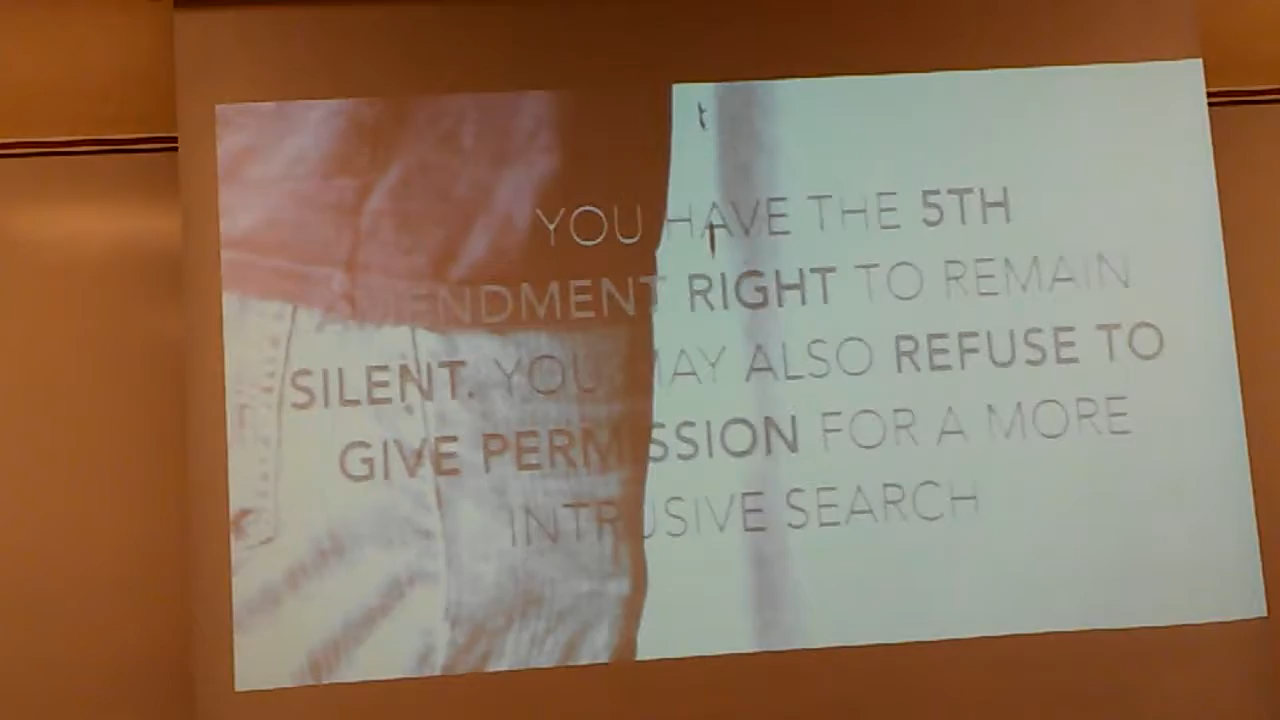 YOU HAVE THE 5TH
AMENDMENT RIGHT TO REMAIN
SILENT. YOU MAY ALSO REFUSE TO
GIVE PERMISSION FOR A MORE
INTRUSIVE SEARCH